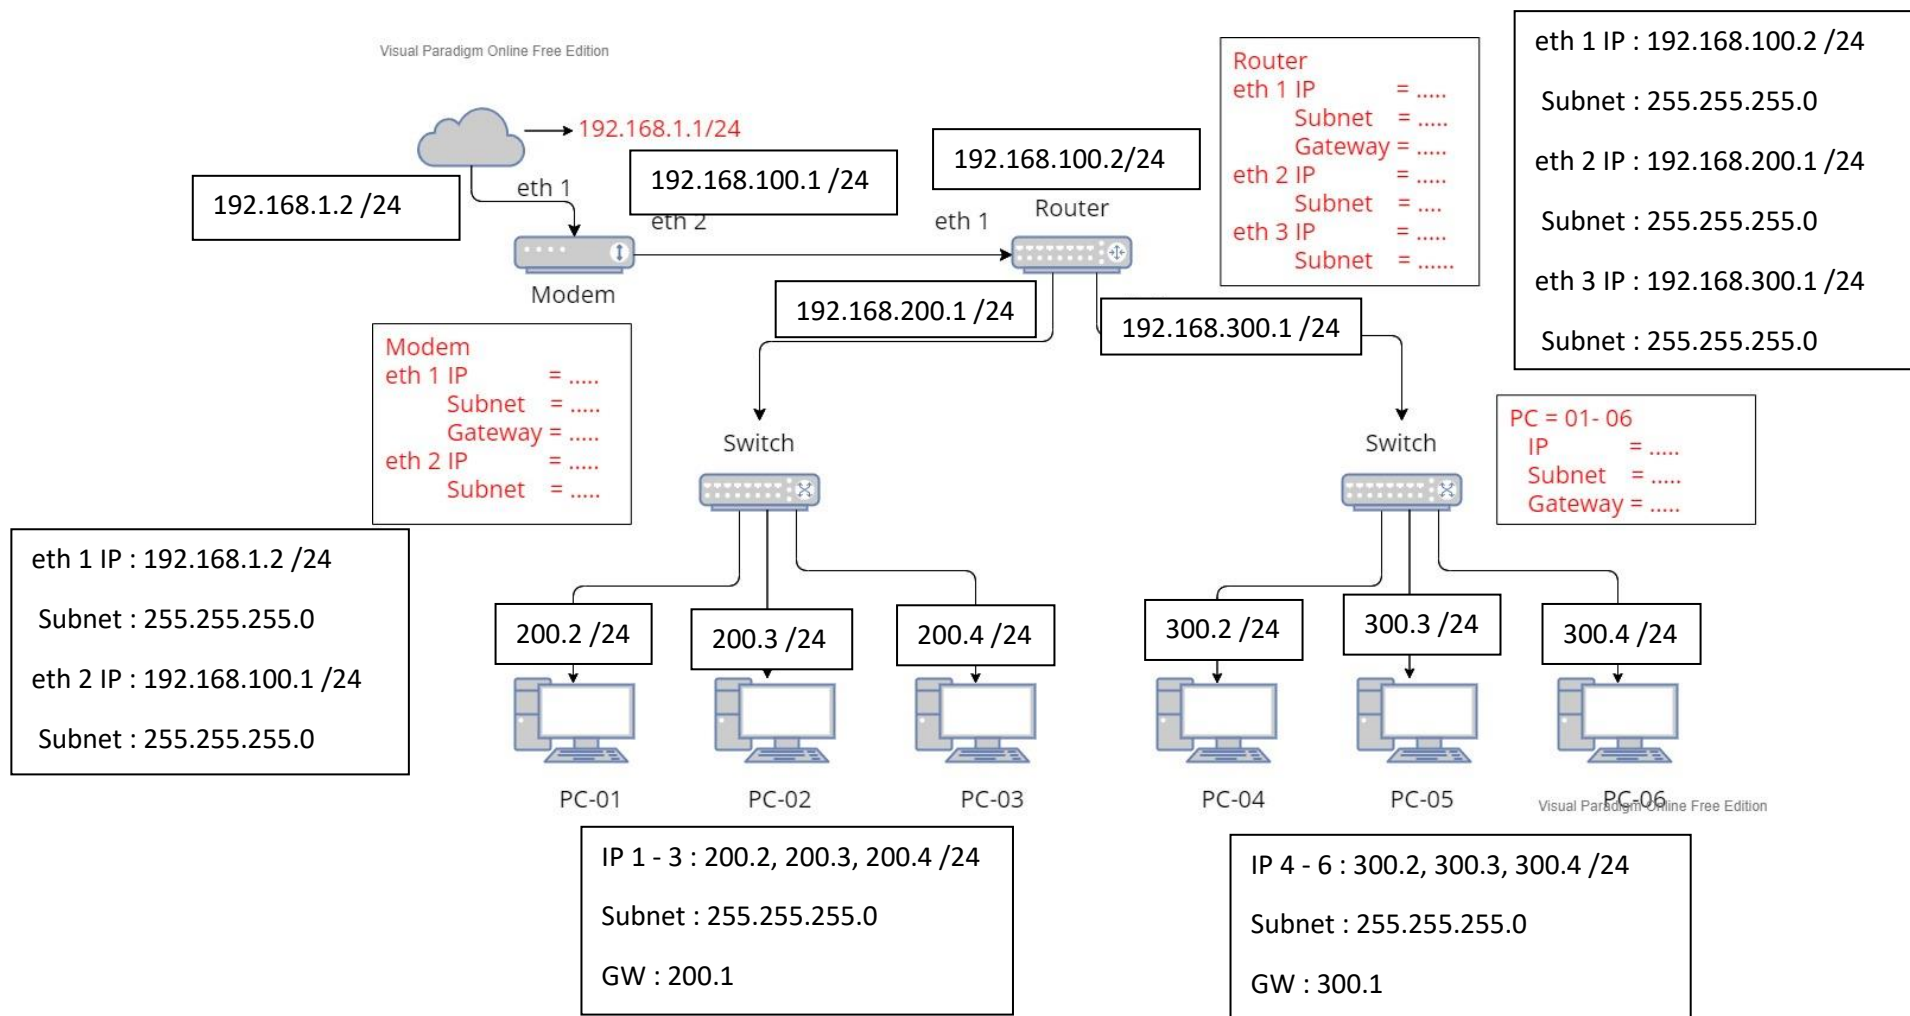 Visual Paradigm Online Free Edition
192.168.1.1/24
192.168.1.2 /24
eth 1
192.168.100.1 /24
eth 2
eth 1
192.168.100.2/24
Router
Modem
192.168.200.1 /24
192.168.300.1 /24
Router
eth 1 IP = .....
Subnet = .....
Gateway = .....
eth 2 IP = .....
Subnet = ....
eth 3 IP = .....
Subnet = ......
eth 1 IP : 192.168.100.2 /24
Subnet : 255.255.255.0
eth 2 IP : 192.168.200.1 /24
Subnet : 255.255.255.0
eth 3 IP : 192.168.300.1 /24
Subnet : 255.255.255.0
Modem
eth 1 IP = .....
Subnet = .....
Gateway = .....
eth 2 IP = .....
Subnet = .....
Switch
Switch
PC = 01- 06
IP = .....
Subnet = .....
Gateway = .....
eth 1 IP : 192.168.1.2 /24
Subnet : 255.255.255.0
eth 2 IP : 192.168.100.1 /24
Subnet : 255.255.255.0
200.2 /24
200.3 /24
200.4 /24
300.2 /24
300.3 /24
300.4 /24
PC-01
PC-02
PC-03
PC-04
PC-05
PC-06
Visual Paradigm Online Free Edition
IP 1 - 3 : 200.2, 200.3, 200.4 /24
Subnet : 255.255.255.0
GW : 200.1
IP 4 - 6 : 300.2, 300.3, 300.4 /24
Subnet : 255.255.255.0
GW : 300.1